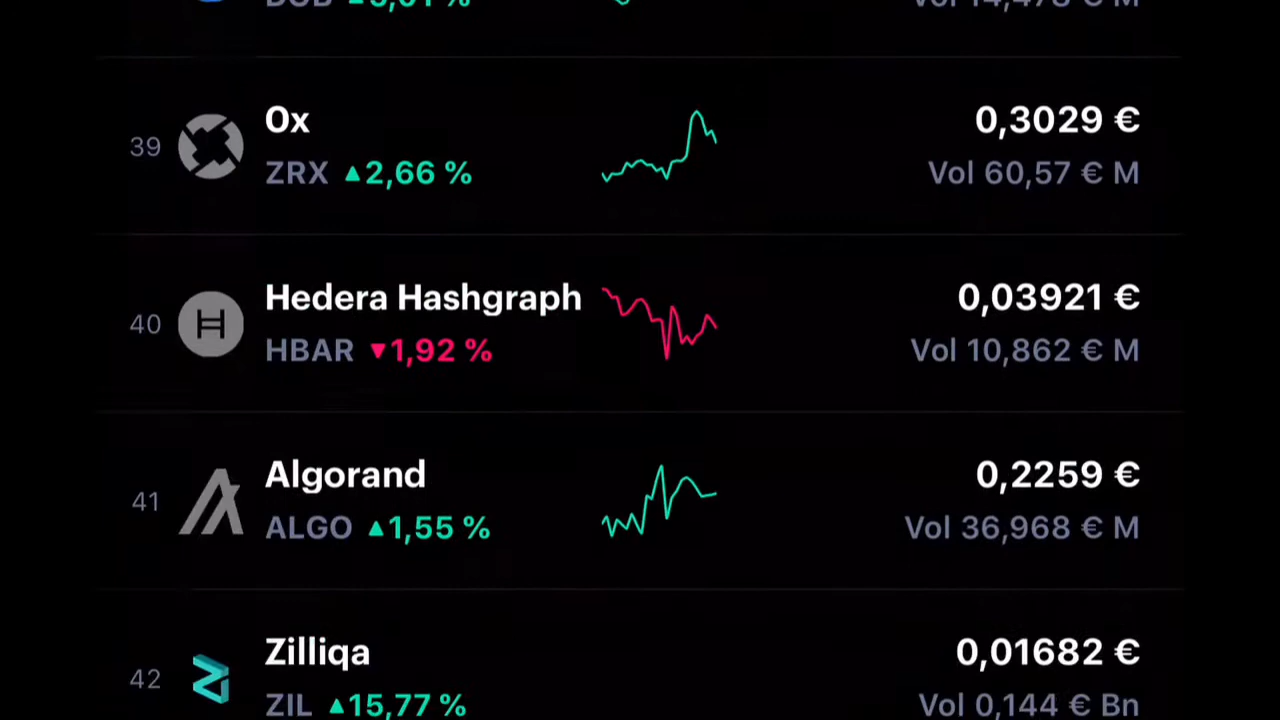 39
0x
ZRX ▲2,66 %
0,3029 €
Vol 60,57 € M
40
Hedera Hashgraph
HBAR ▼1,92 %
0,03921 €
Vol 10,862 € M
41
Algorand
ALGO ▲1,55 %
0,2259 €
Vol 36,968 € M
42
Zilliqa
ZIL ▲15,77 %
0,01682 €
Vol 0,144 € Bn